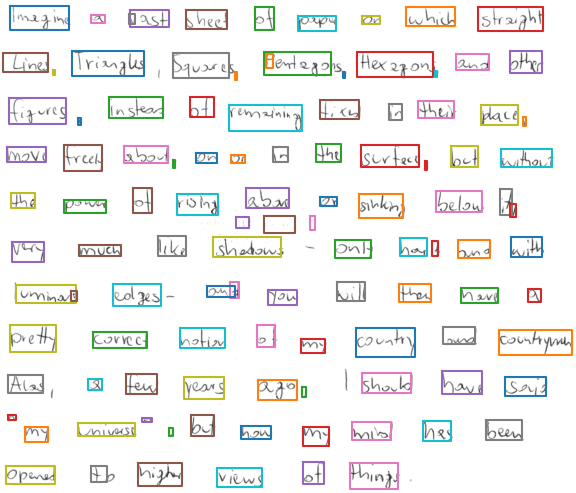 Imagine a vast sheet of paper on which straight
Lines, Triangles, Squares, Pentagons, Hexagons, and other
figures, instead of remaining fixed in their place,
move freely about, on or in the surface, but without
the power of rising above or sinking below it,
very much like shadows - only hard and with
luminous edges - and you will then have a
pretty correct notion of my country and countrymen
Alas, a few years ago, I should have said
"my universe", but now my mind has been
opened to higher views of things.